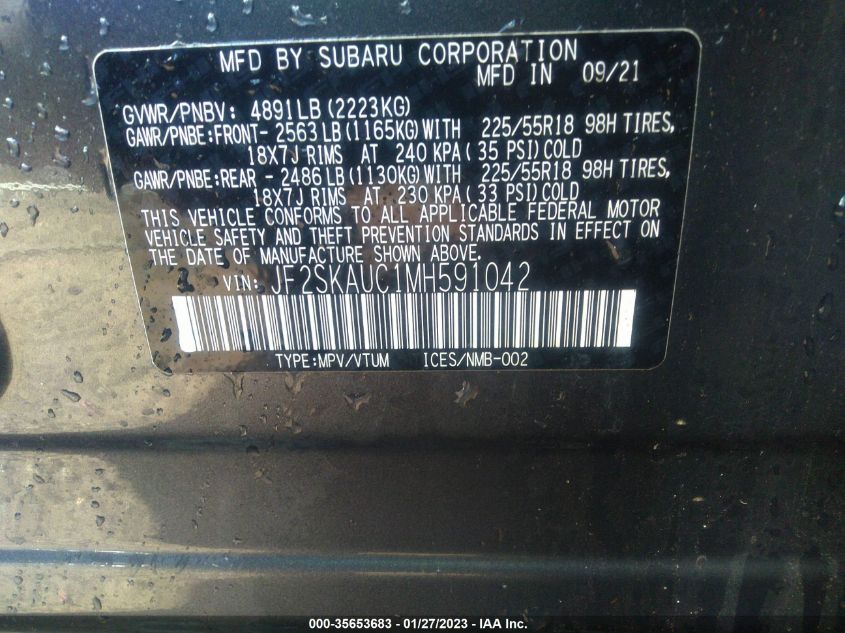 MFD BY SUBARU CORPORATION
MFD IN 09/21
GVWR/PNBV: 4891LB (2223KG)
GAWR/PNBE:FRONT- 2563 LB (1165KG) WITH 225/55R18 98H TIRES,
18X7J RIMS AT 240 KPA ( 35 PSI) COLD
GAWR/PNBE:REAR - 2486 LB (1130KG) WITH 225/55R18 98H TIRES,
18X7J RIMS AT 230 KPA ( 33 PSI) COLD
THIS VEHICLE CONFORMS TO ALL APPLICABLE FEDERAL MOTOR
VEHICLE SAFETY AND THEFT PREVENTION STANDARDS IN EFFECT ON
THE DATE OF MANUFACTURE SHOWN ABOVE.
VIN: JF2SKAUC1MH591042
TYPE:MPV/VTUM ICES/NMB-002
000-35653683 - 01/27/2023 - IAA Inc.